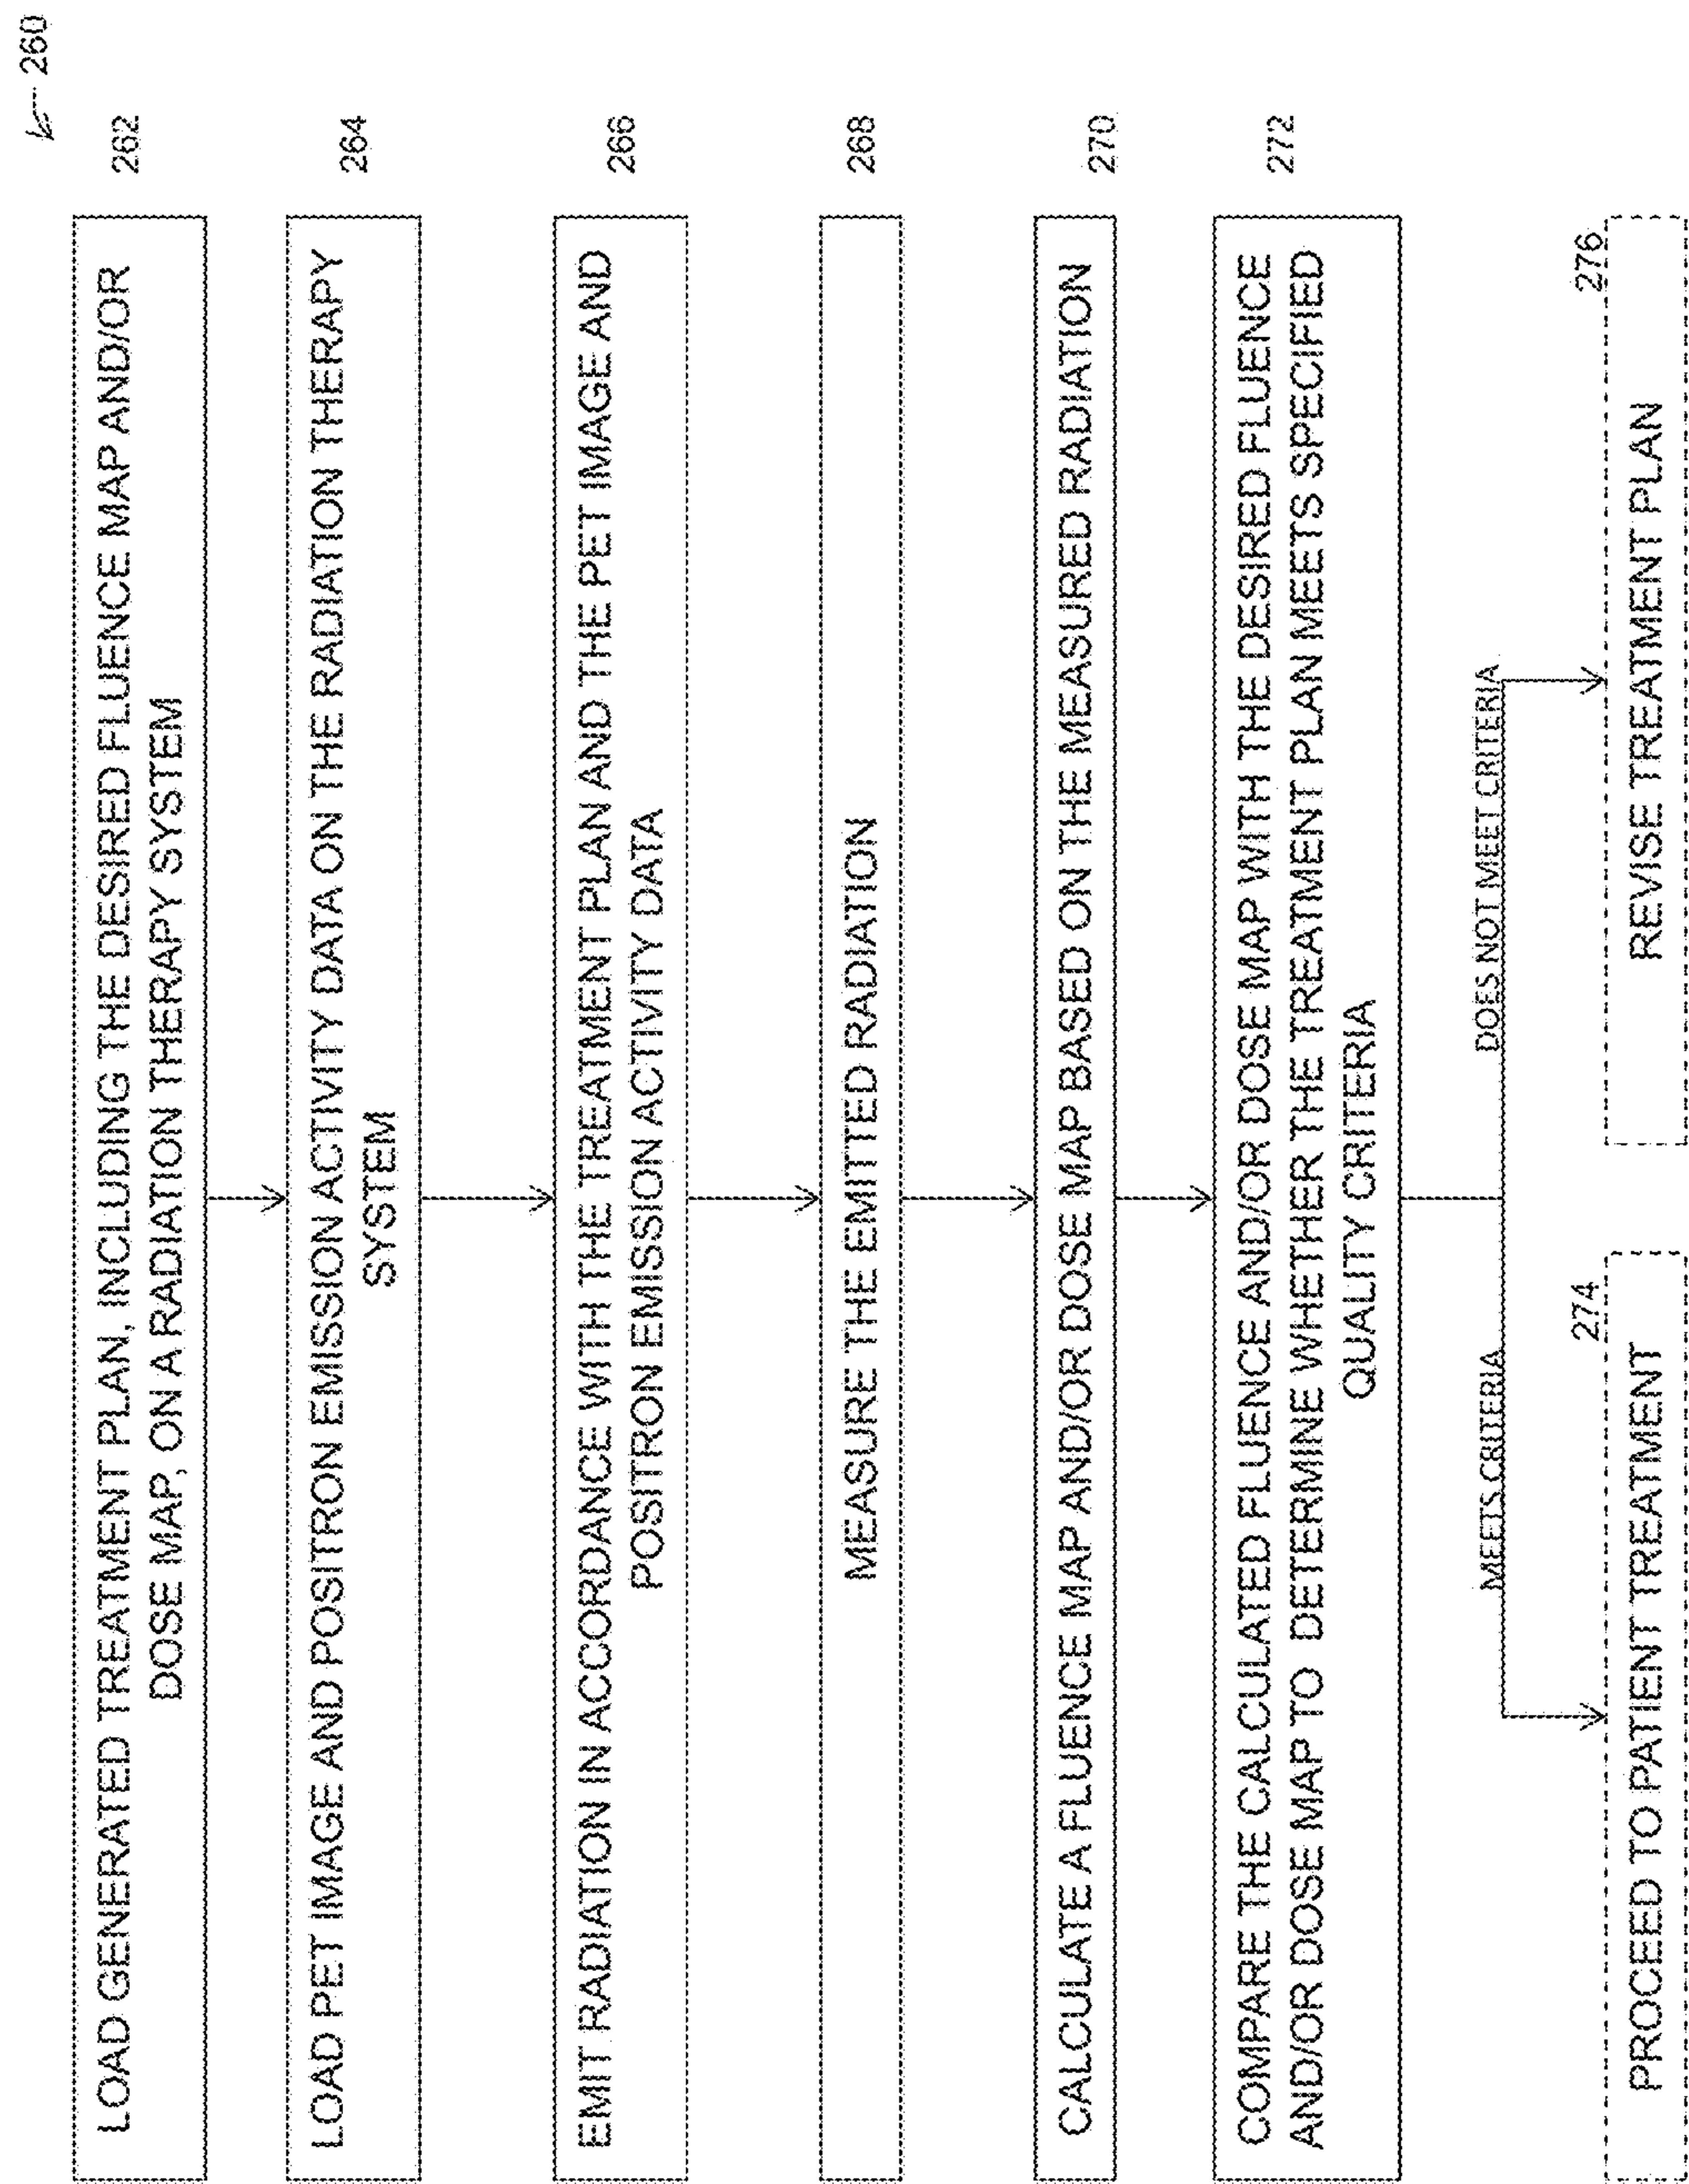 260
LOAD GENERATED TREATMENT PLAN, INCLUDING THE DESIRED FLUENCE MAP AND/OR
DOSE MAP, ON A RADIATION THERAPY SYSTEM
262
LOAD PET IMAGE AND POSITRON EMISSION ACTIVITY DATA ON THE RADIATION THERAPY
SYSTEM
264
EMIT RADIATION IN ACCORDANCE WITH THE TREATMENT PLAN AND THE PET IMAGE AND
POSITRON EMISSION ACTIVITY DATA
266
MEASURE THE EMITTED RADIATION
268
CALCULATE A FLUENCE MAP AND/OR DOSE MAP BASED ON THE MEASURED RADIATION
270
COMPARE THE CALCULATED FLUENCE AND/OR DOSE MAP WITH THE DESIRED FLUENCE
AND/OR DOSE MAP TO DETERMINE WHETHER THE TREATMENT PLAN MEETS SPECIFIED
QUALITY CRITERIA
272
MEETS CRITERIA
DOES NOT MEET CRITERIA
274
PROCEED TO PATIENT TREATMENT
276
REVISE TREATMENT PLAN